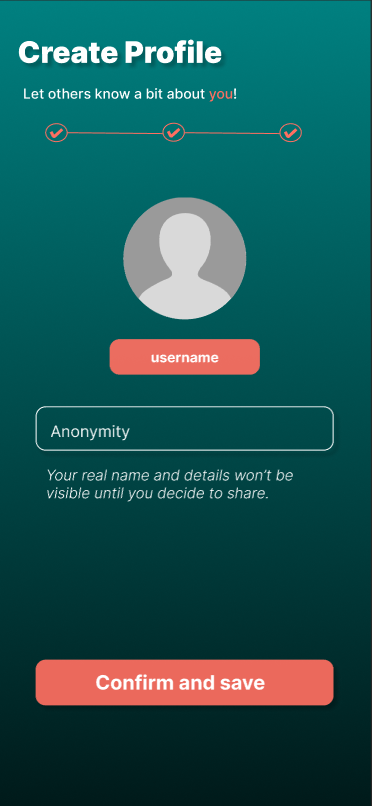 Create Profile
Let others know a bit about you!
username
Anonymity
Your real name and details won't be
visible until you decide to share.
Confirm and save